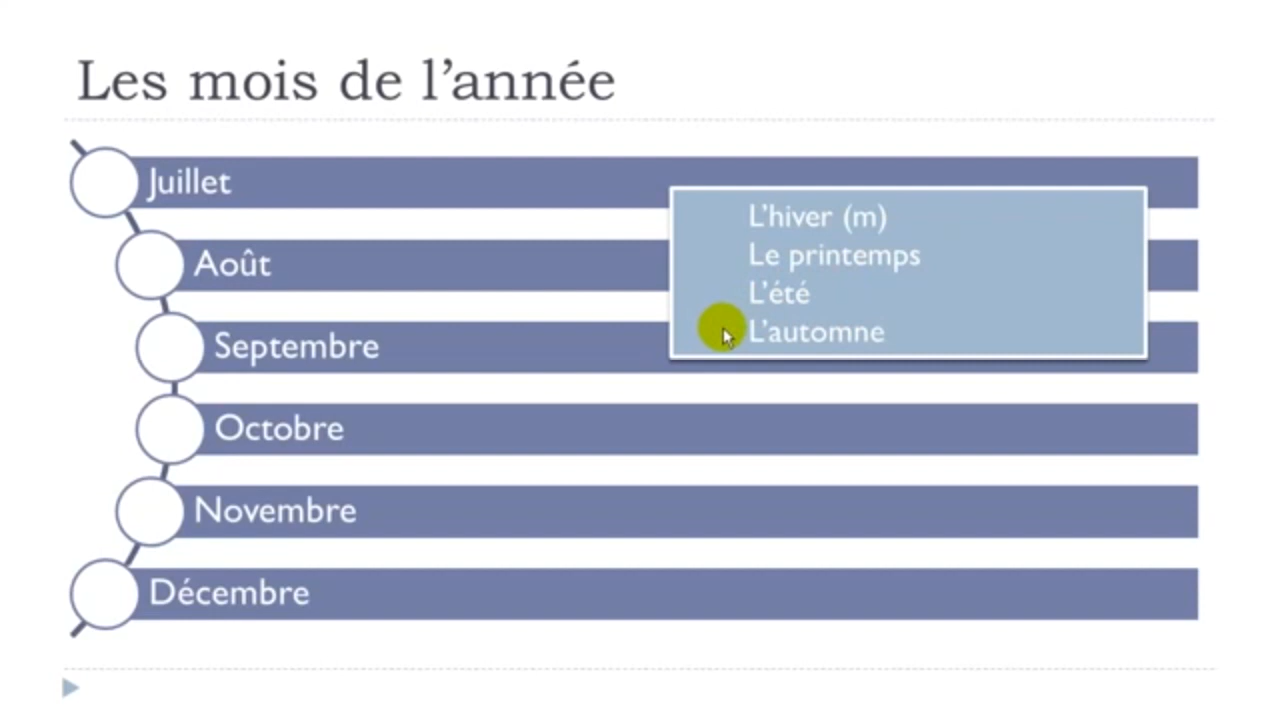 Les mois de l’année
Juillet
Août
Septembre
Octobre
Novembre
Décembre
L’hiver (m)
Le printemps
L’été
L’automne